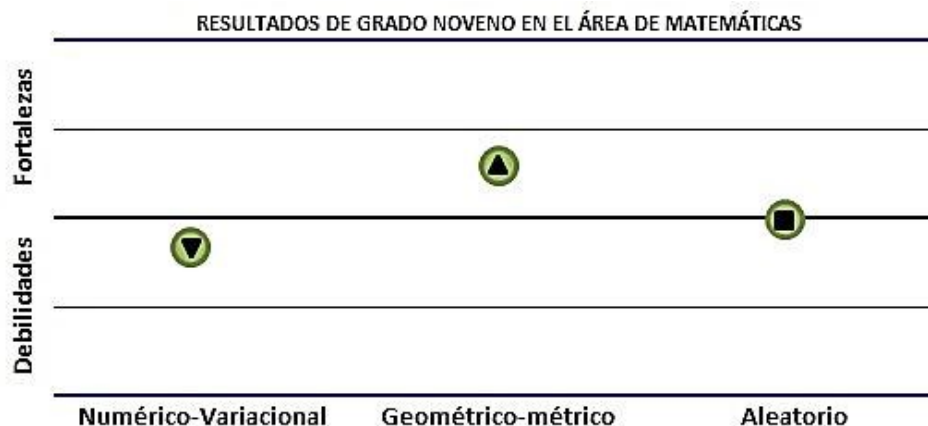 RESULTADOS DE GRADO NOVENO EN EL ÁREA DE MATEMÁTICAS
Fortalezas
Debilidades
Numérico-Variacional
Geométrico-métrico
Aleatorio